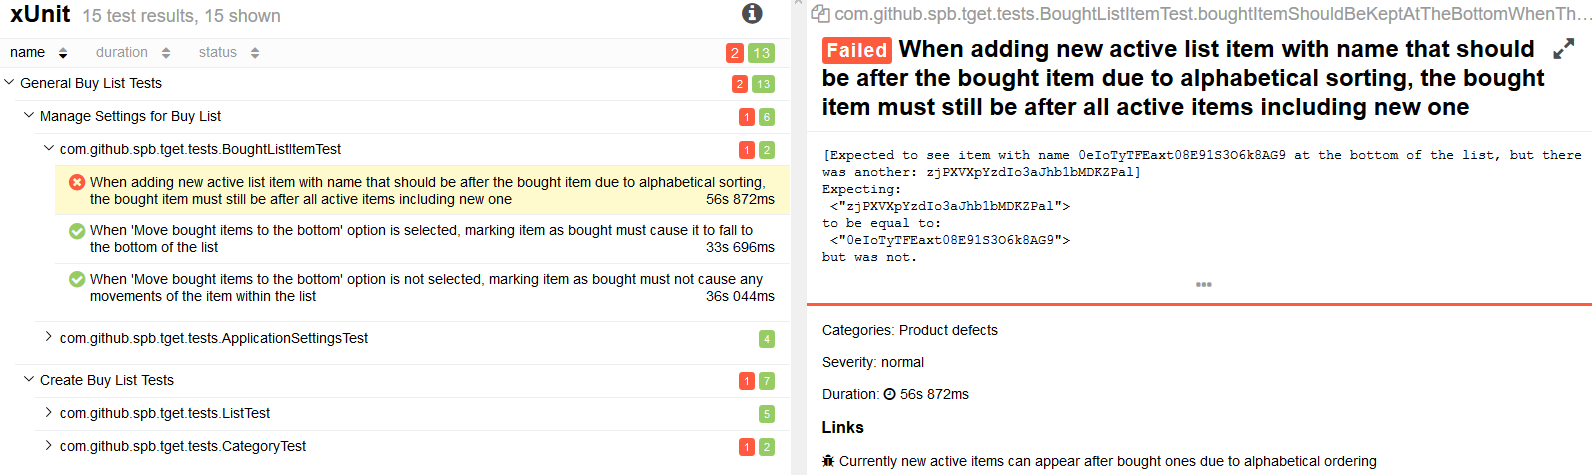 xUnit 15 test results, 15 shown
name duration status 2 13
General Buy List Tests 2 13
Manage Settings for Buy List 1 6
com.github.spb.tget.tests.BoughtListItemTest 1 2
When adding new active list item with name that should be after the bought item due to alphabetical sorting,
the bought item must still be after all active items including new one 56s 872ms
When 'Move bought items to the bottom' option is selected, marking item as bought must cause it to fall to
the bottom of the list 33s 696ms
When 'Move bought items to the bottom' option is not selected, marking item as bought must not cause any
movements of the item within the list 36s 044ms
com.github.spb.tget.tests.ApplicationSettingsTest 4
Create Buy List Tests 1 7
com.github.spb.tget.tests.ListTest 5
com.github.spb.tget.tests.CategoryTest 1 2
com.github.spb.tget.tests.BoughtListItemTest.boughtItemShouldBeKeptAtTheBottomWhenTh...
Failed When adding new active list item with name that should
be after the bought item due to alphabetical sorting, the bought
item must still be after all active items including new one
[Expected to see item with name 0eIoTyTFEaxt08E91S3O6k8AG9 at the bottom of the list, but there
was another: zjPXVXpYzdIo3aJhb1bMDKZPal]
Expecting:
<"zjPXVXpYzdIo3aJhb1bMDKZPal">
to be equal to:
<"0eIoTyTFEaxt08E91S3O6k8AG9">
but was not.
Categories: Product defects
Severity: normal
Duration: 56s 872ms
Links
Currently new active items can appear after bought ones due to alphabetical ordering